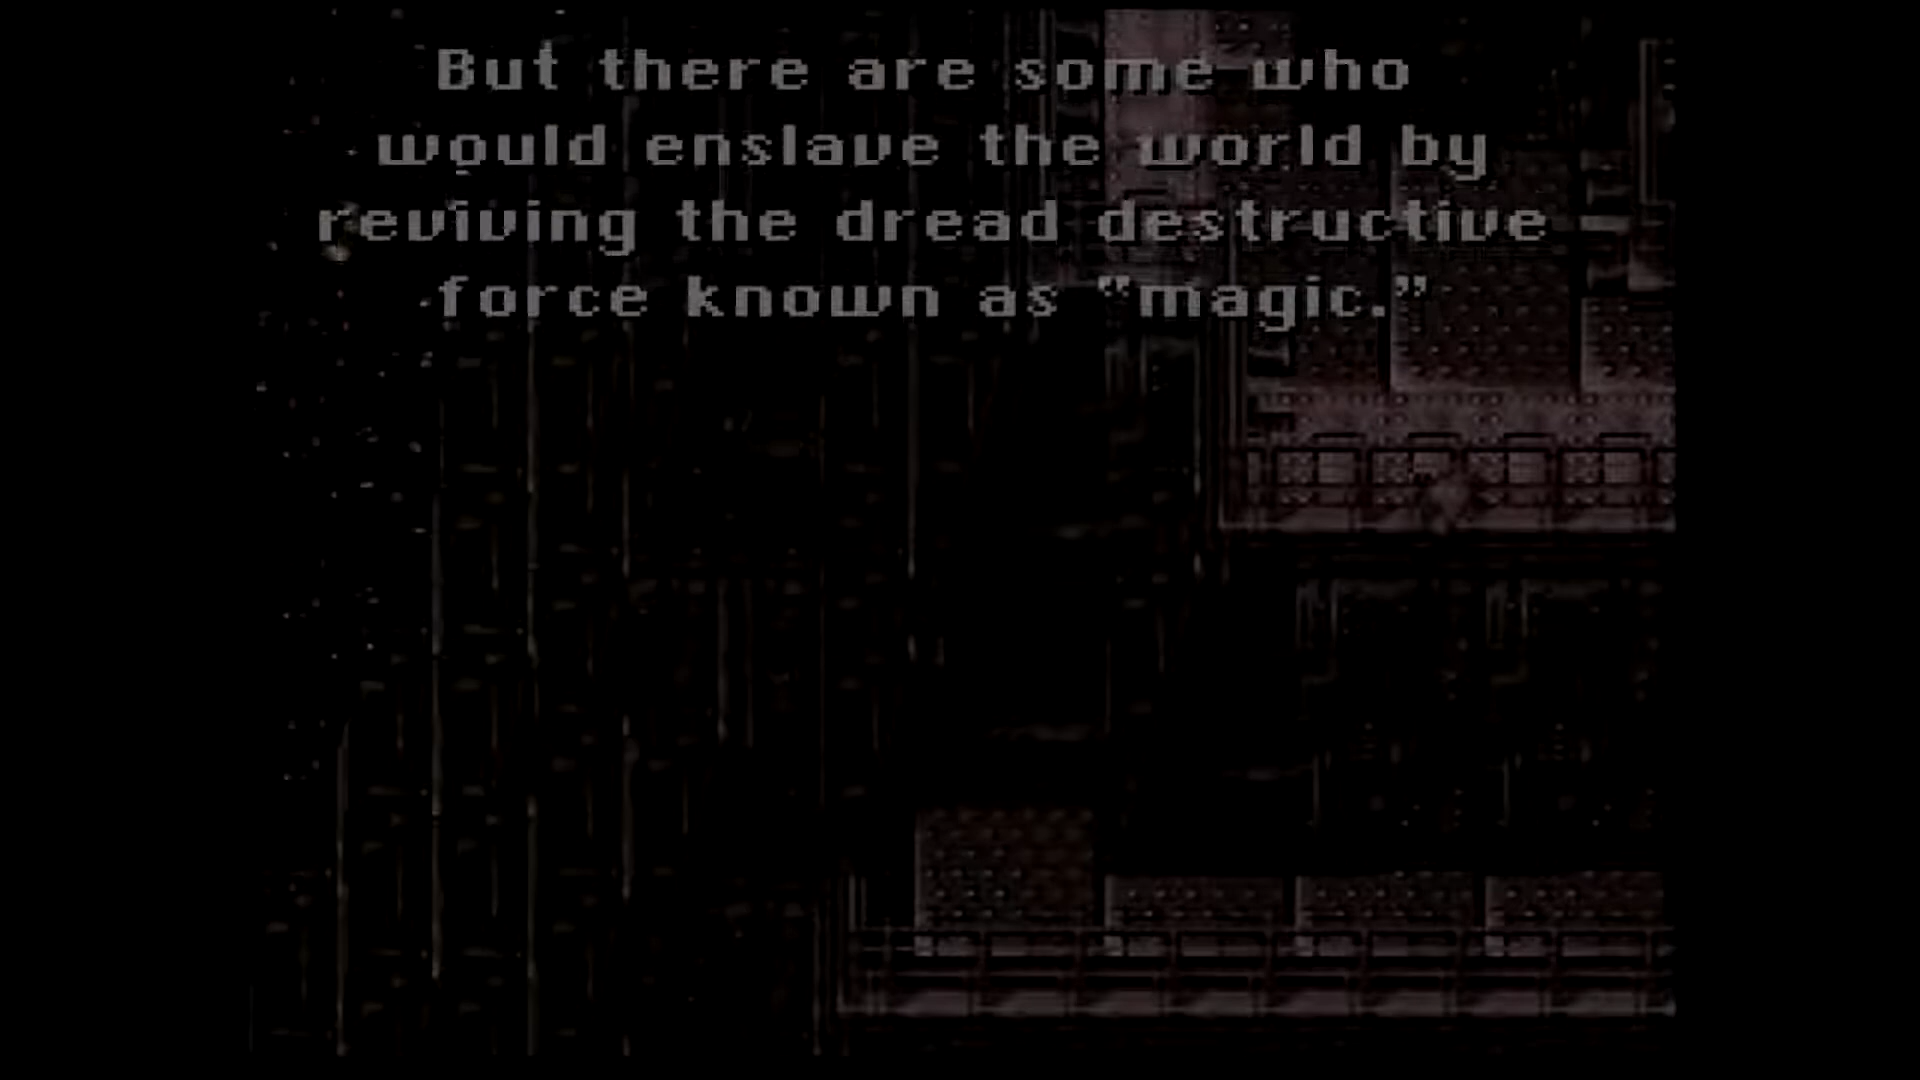 But there are some who
would enslave the world by
reviving the dread destructive
force known as "magic."